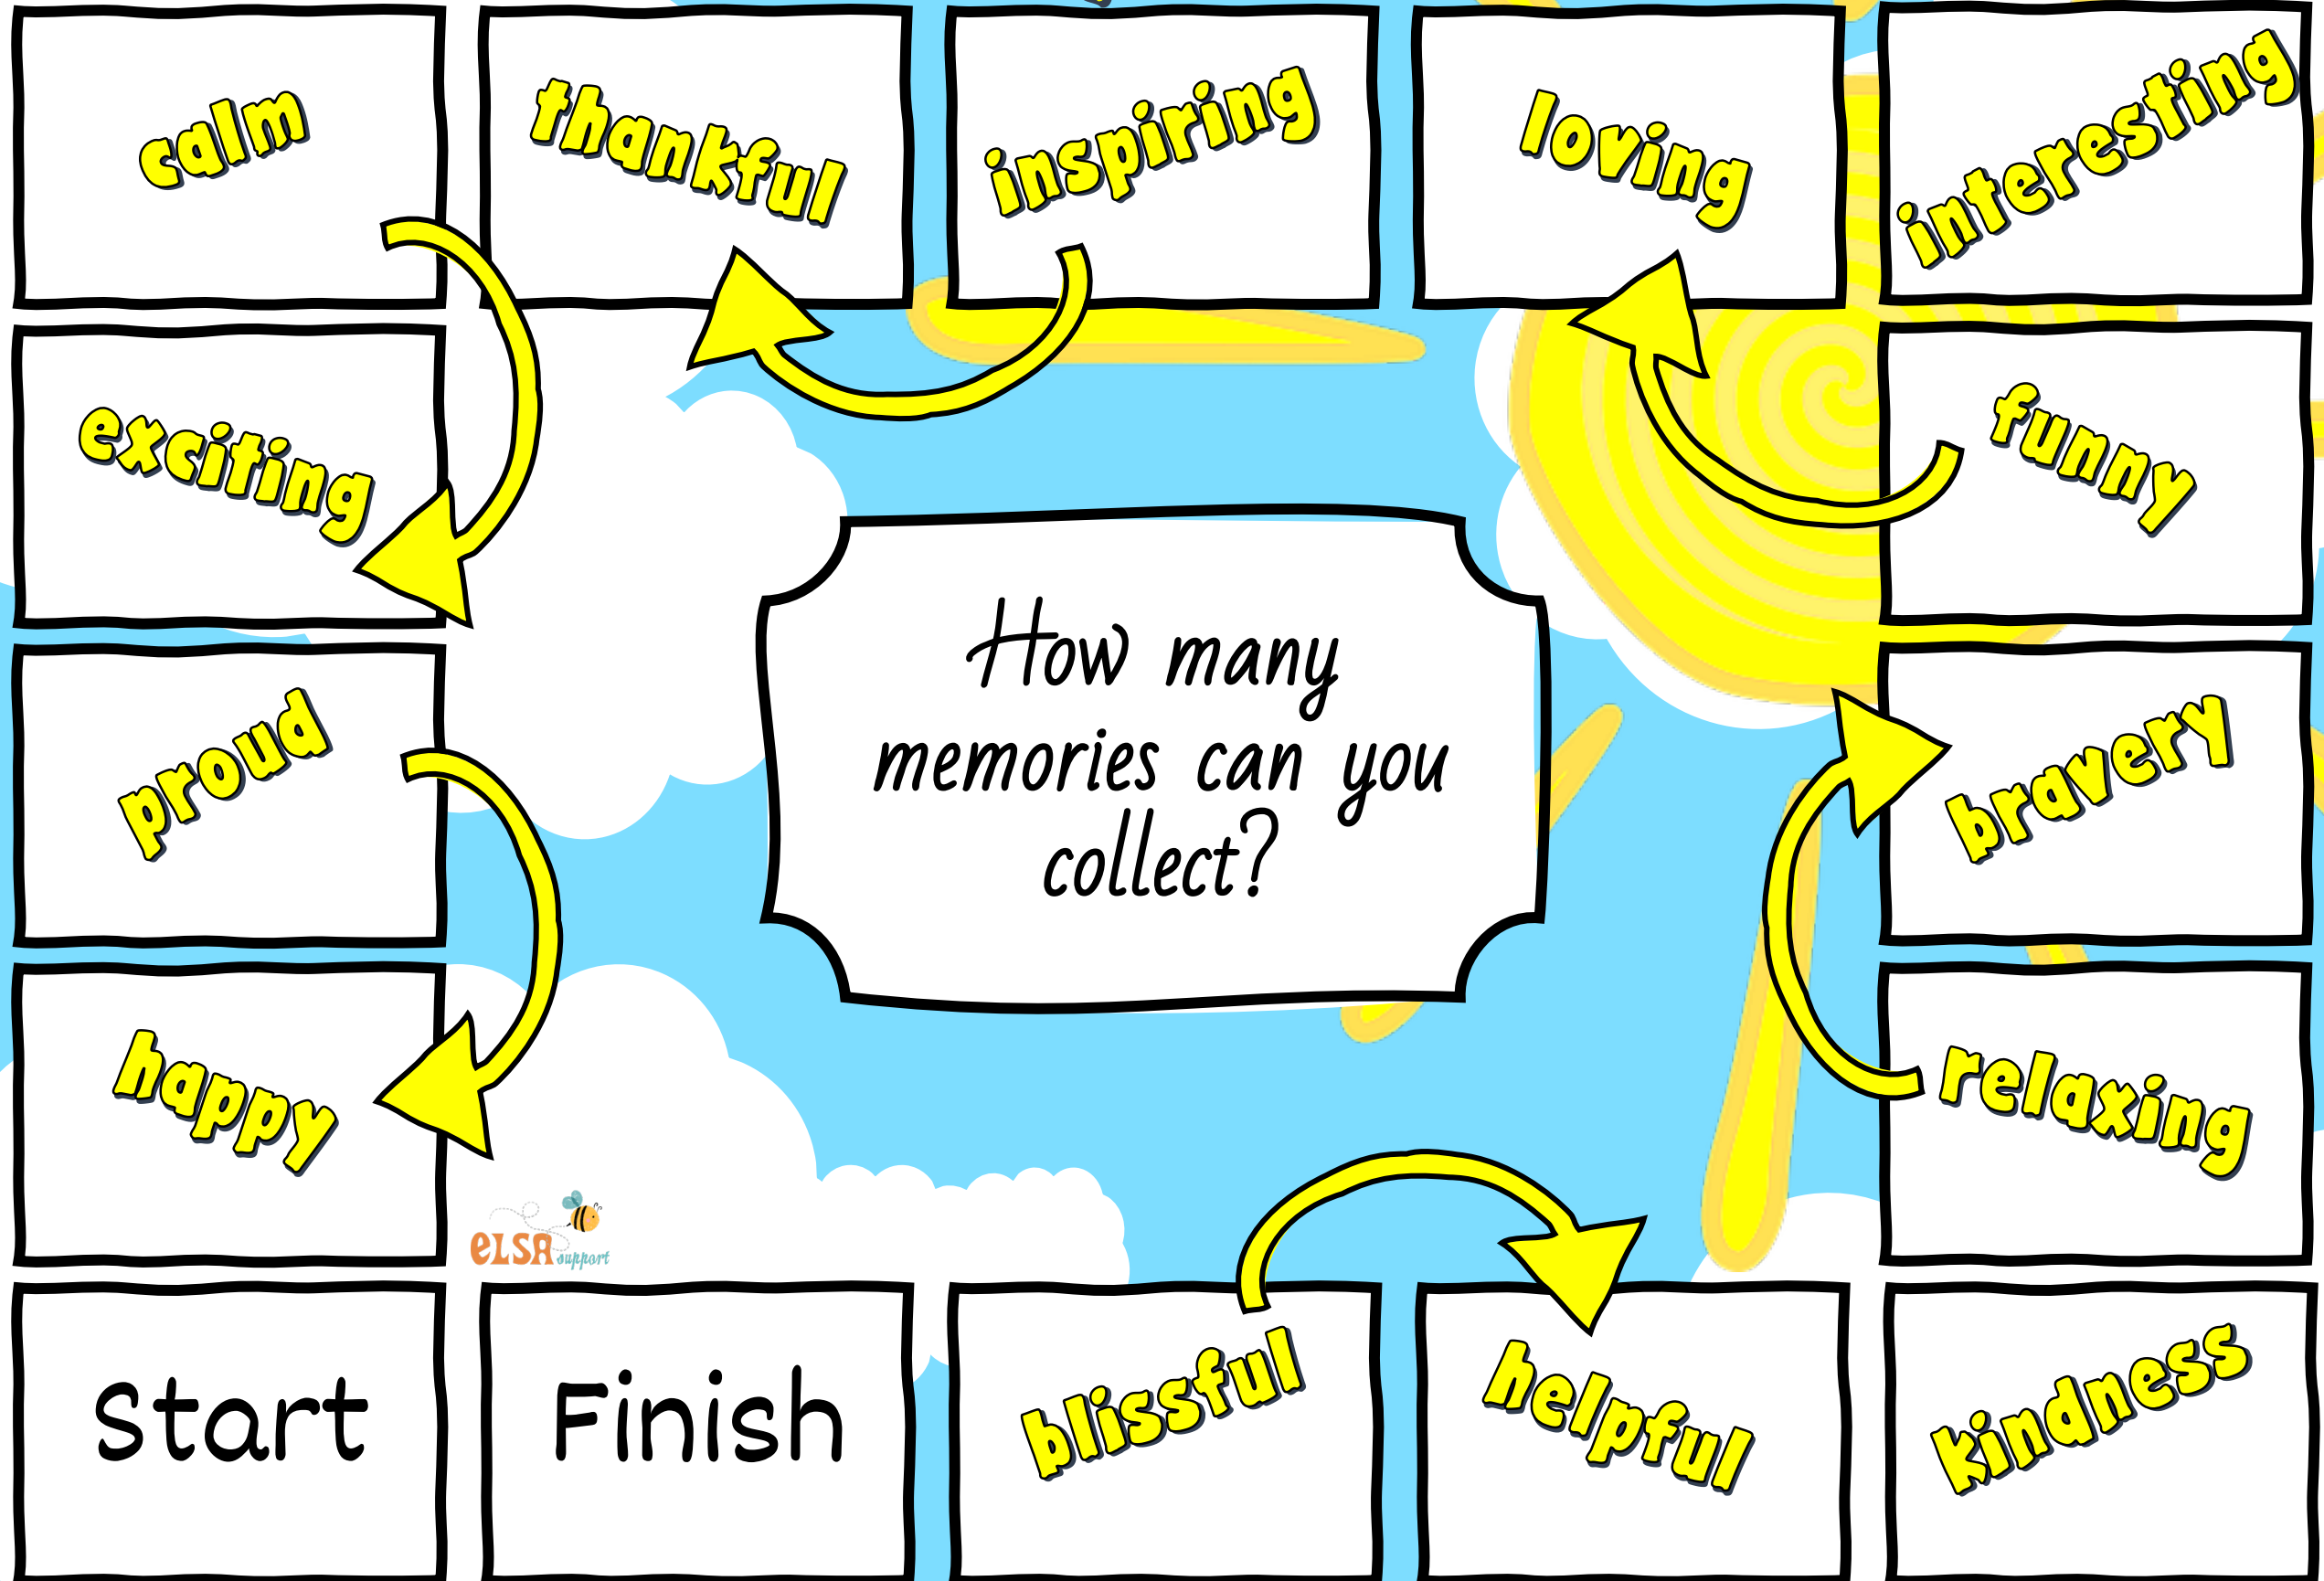 calm
thankful
inspiring
loving
interesting
exciting
funny
proud
How many
memories can you
collect?
bravery
happy
relaxing
ELSA support
Start
Finish
blissful
helpful
kindness